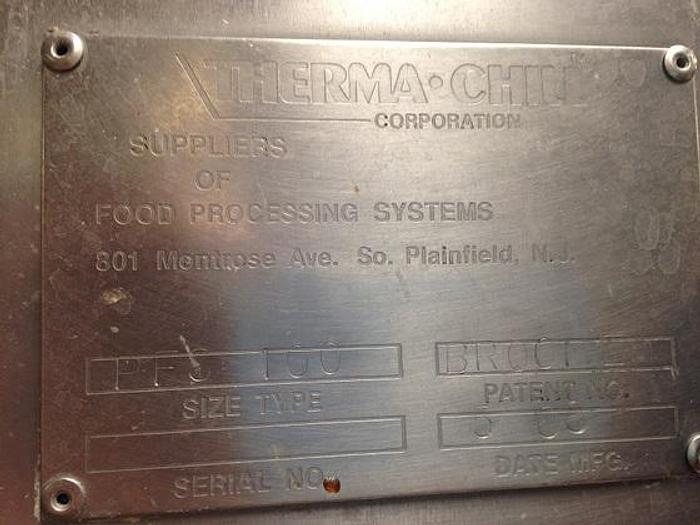 THERMA·CHILL
CORPORATION
SUPPLIERS
OF
FOOD PROCESSING SYSTEMS
801 Montrose Ave. So. Plainfield, N.J.
100
SIZE TYPE
PATENT NO.
SERIAL NO.
DATE MFG.